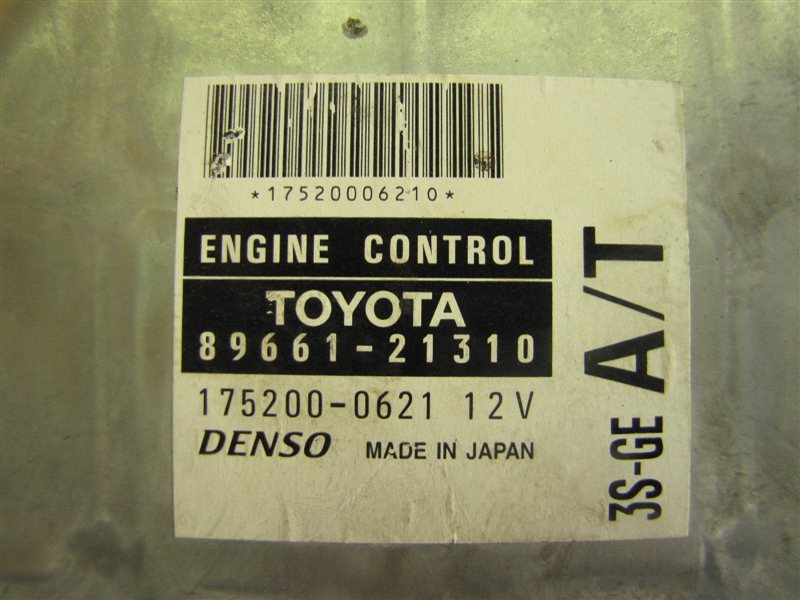 *17520006210*
ENGINE CONTROL
TOYOTA
89661-21310
175200-0621 12V
DENSO MADE IN JAPAN
3S-GE A/T